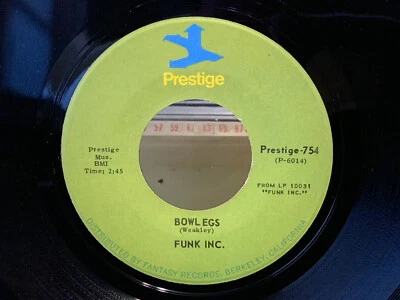 Prestige
Prestige
Mus.
BMI
Time: 2:45
Prestige-754
(P-6014)
FROM LP 10031
"FUNK INC."
BOWLEGS
(Weakley)
FUNK INC.
DISTRIBUTED BY FANTASY RECORDS, BERKELEY, CALIFORNIA